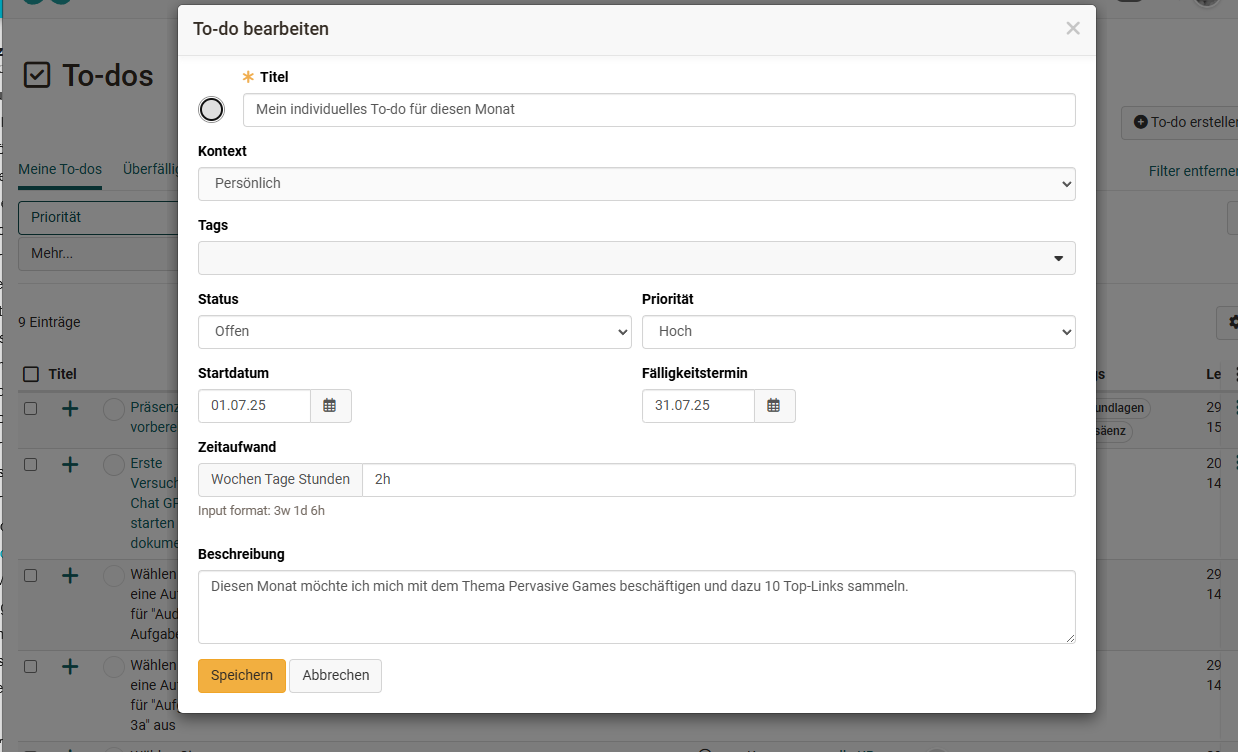 To-do bearbeiten
×
To-dos
* Titel
Mein individuelles To-do für diesen Monat
To-do ersteller
Kontext
Meine To-dos Überfällig
Persönlich
Filter entferner
Priorität
Tags
Mehr...
Status Priorität
Offen Hoch
9 Einträge
Startdatum Fälligkeitstermin
Titel
Le
01.07.25 31.07.25
Präsenz
vorbere
undlagen
säenz
29
15
Zeitaufwand
Wochen Tage Stunden 2h
Input format: 3w 1d 6h
Erste
Versuch
Chat GP
starten
dokume
20
14
Beschreibung
Diesen Monat möchte ich mich mit dem Thema Pervasive Games beschäftigen und dazu 10 Top-Links sammeln.
Wählen
eine Au
für "Aud
Aufgabe
29
14
Speichern Abbrechen
Wählen
eine Au
für "Auf
3a" aus
29
14